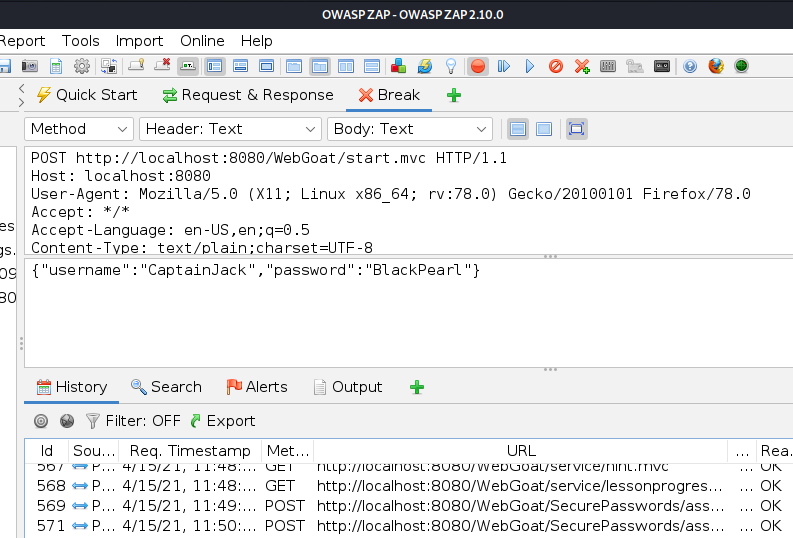 OWASP ZAP - OWASP ZAP 2.10.0
Report Tools Import Online Help
Quick Start Request & Response Break
Method Header: Text Body: Text
POST http://localhost:8080/WebGoat/start.mvc HTTP/1.1
Host: localhost:8080
User-Agent: Mozilla/5.0 (X11; Linux x86_64; rv:78.0) Gecko/20100101 Firefox/78.0
Accept: */*
Accept-Language: en-US,en;q=0.5
Content-Type: text/plain;charset=UTF-8
es
gs.
09
80
{"username":"CaptainJack","password":"BlackPearl"}
History Search Alerts Output
Filter: OFF Export
Id Sou... Req. Timestamp Met... URL ... Rea...
567 P... 4/15/21, 11:48:... GET http://localhost:8080/WebGoat/service/hint.mvc ... OK
568 P... 4/15/21, 11:48:... GET http://localhost:8080/WebGoat/service/lessonprogres... ... OK
569 P... 4/15/21, 11:49:... POST http://localhost:8080/WebGoat/SecurePasswords/ass... ... OK
571 P... 4/15/21, 11:50:... POST http://localhost:8080/WebGoat/SecurePasswords/ass... ... OK